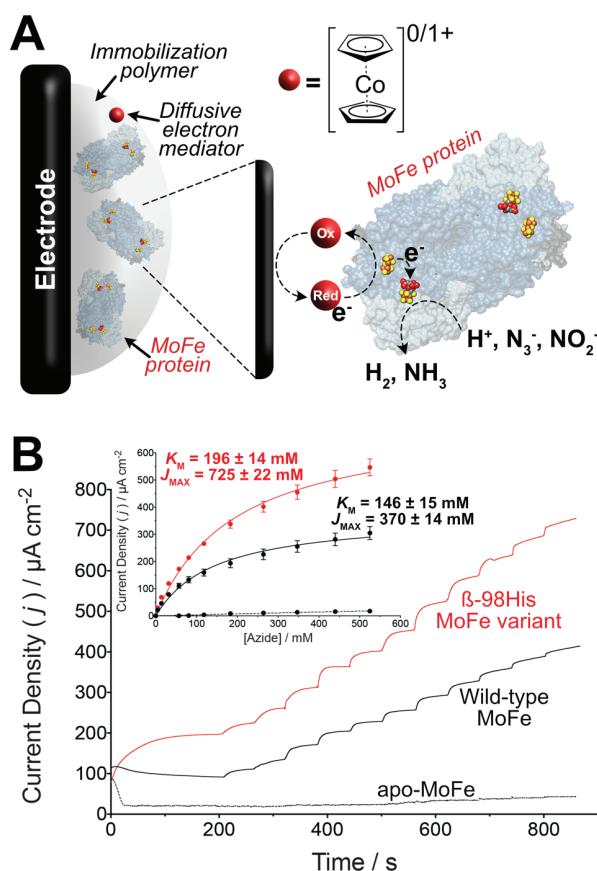 A
Immobilization
polymer
Diffusive
electron
mediator
Electrode
MoFe
protein
=
Co
0/1+
MoFe protein
Ox
Red
e-
e-
H+, N3-, NO2-
H2, NH3
B
Current Density (j) / µA cm-2
800
700
600
500
400
300
200
100
0
0 200 400 600 800
Time / s
ß-98His
MoFe variant
Wild-type
MoFe
apo-MoFe
Current Density (j) / µA cm-2
600
500
400
300
200
100
0
0 100 200 300 400 500 600
[Azide] / mM
KM = 196 ± 14 mM
JMAX = 725 ± 22 mM
KM = 146 ± 15 mM
JMAX = 370 ± 14 mM